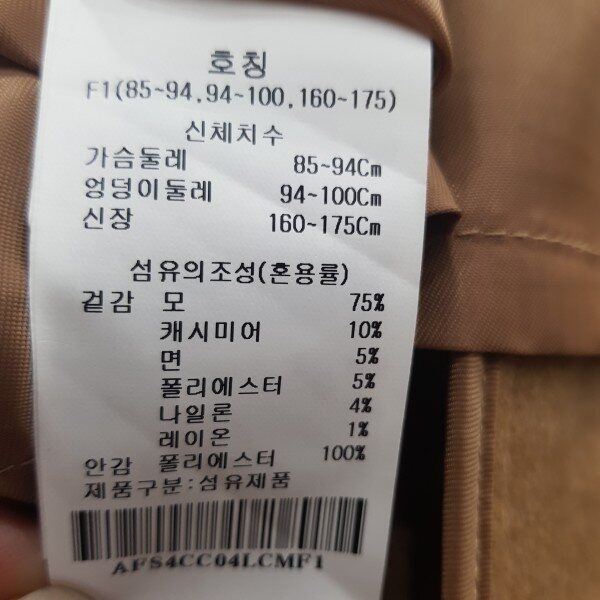 호칭
F1(85~94,94~100,160~175)
신체치수
가슴둘레 85~94Cm
엉덩이둘레 94~100Cm
신장 160~175Cm
섬유의조성(혼용률)
겉감 모 75%
캐시미어 10%
면 5%
폴리에스터 5%
나일론 4%
레이온 1%
안감 폴리에스터 100%
제품구분:섬유제품
AFS4CC04LCMF1